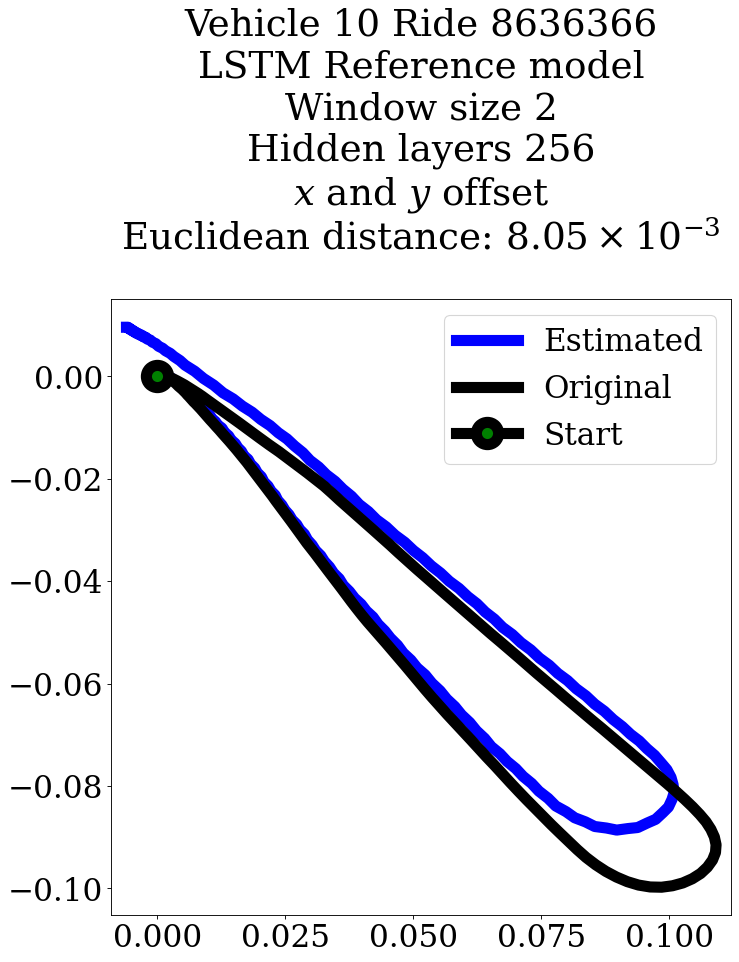 Vehicle 10 Ride 8636366
LSTM Reference model
Window size 2
Hidden layers 256
x and y offset
Euclidean distance: 8.05 × 10⁻³
Estimated
Original
Start
0.00
−0.02
−0.04
−0.06
−0.08
−0.10
0.000 0.025 0.050 0.075 0.100